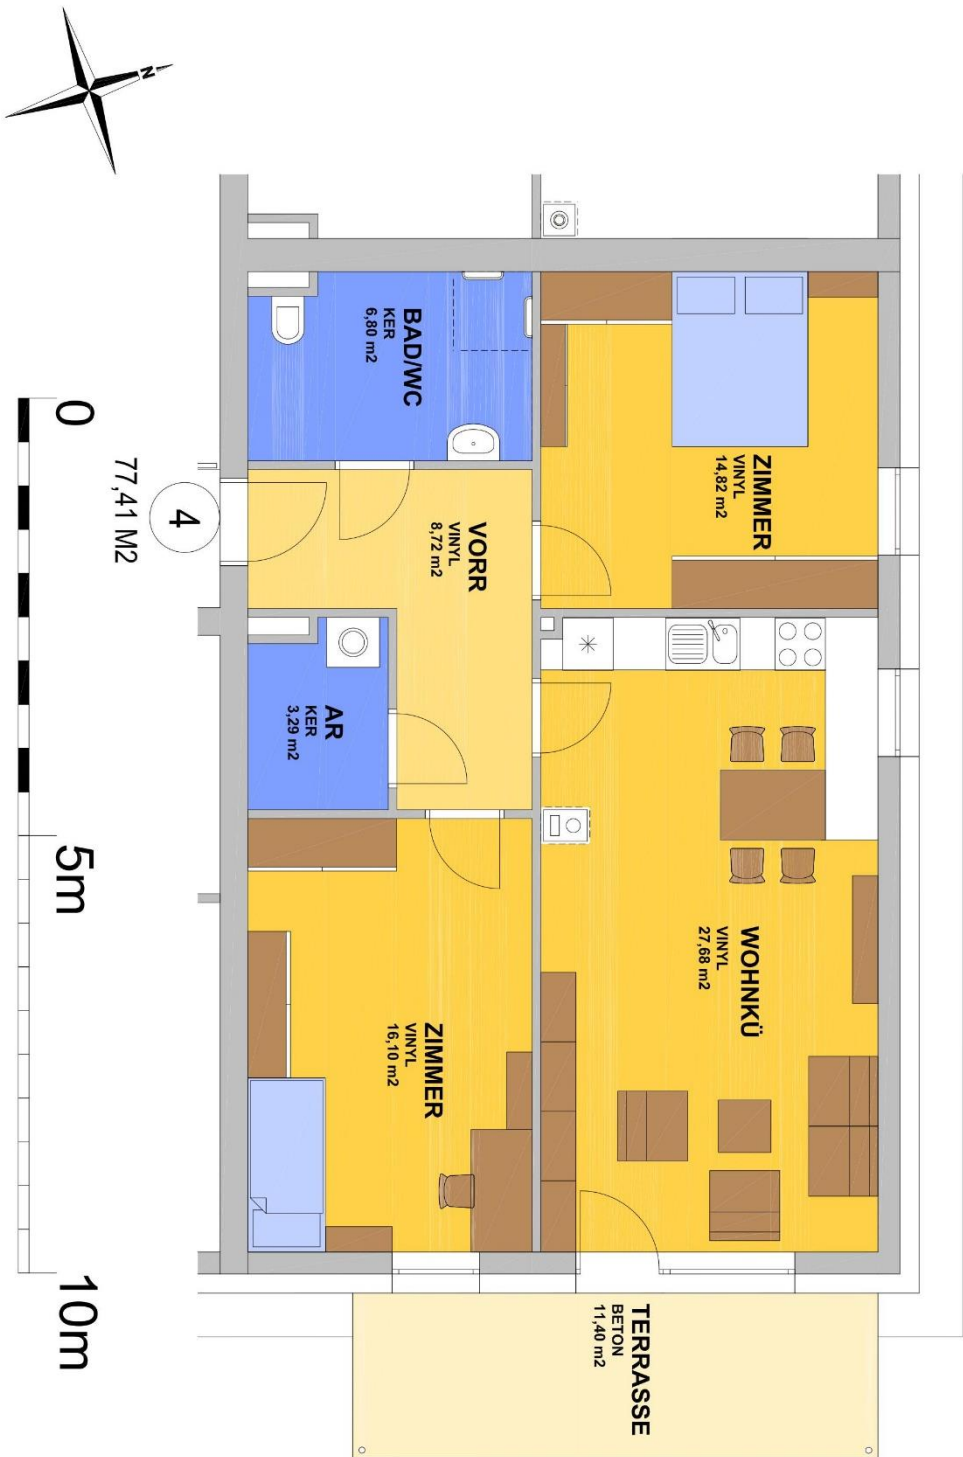 N
BAD/WC
KER
6,80 m2
ZIMMER
VINYL
14,82 m2
VORR
VINYL
8,72 m2
AR
KER
3,29 m2
WOHNKÜ
VINYL
27,68 m2
ZIMMER
VINYL
16,10 m2
TERRASSE
BETON
11,40 m2
4
77,41 M2
0
5m
10m